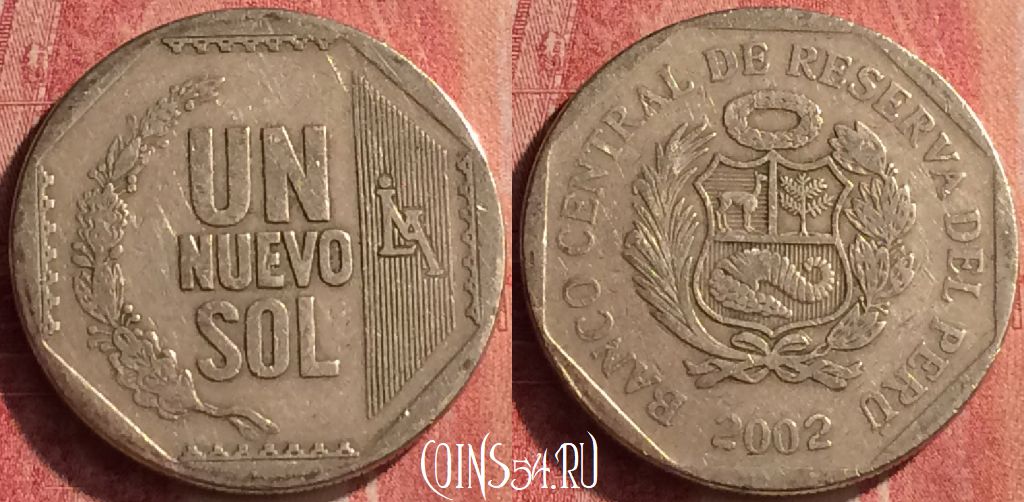 UN
NUEVO
SOL
BANCO CENTRAL DE RESERVA DEL PERU
2002
COINS54.RU